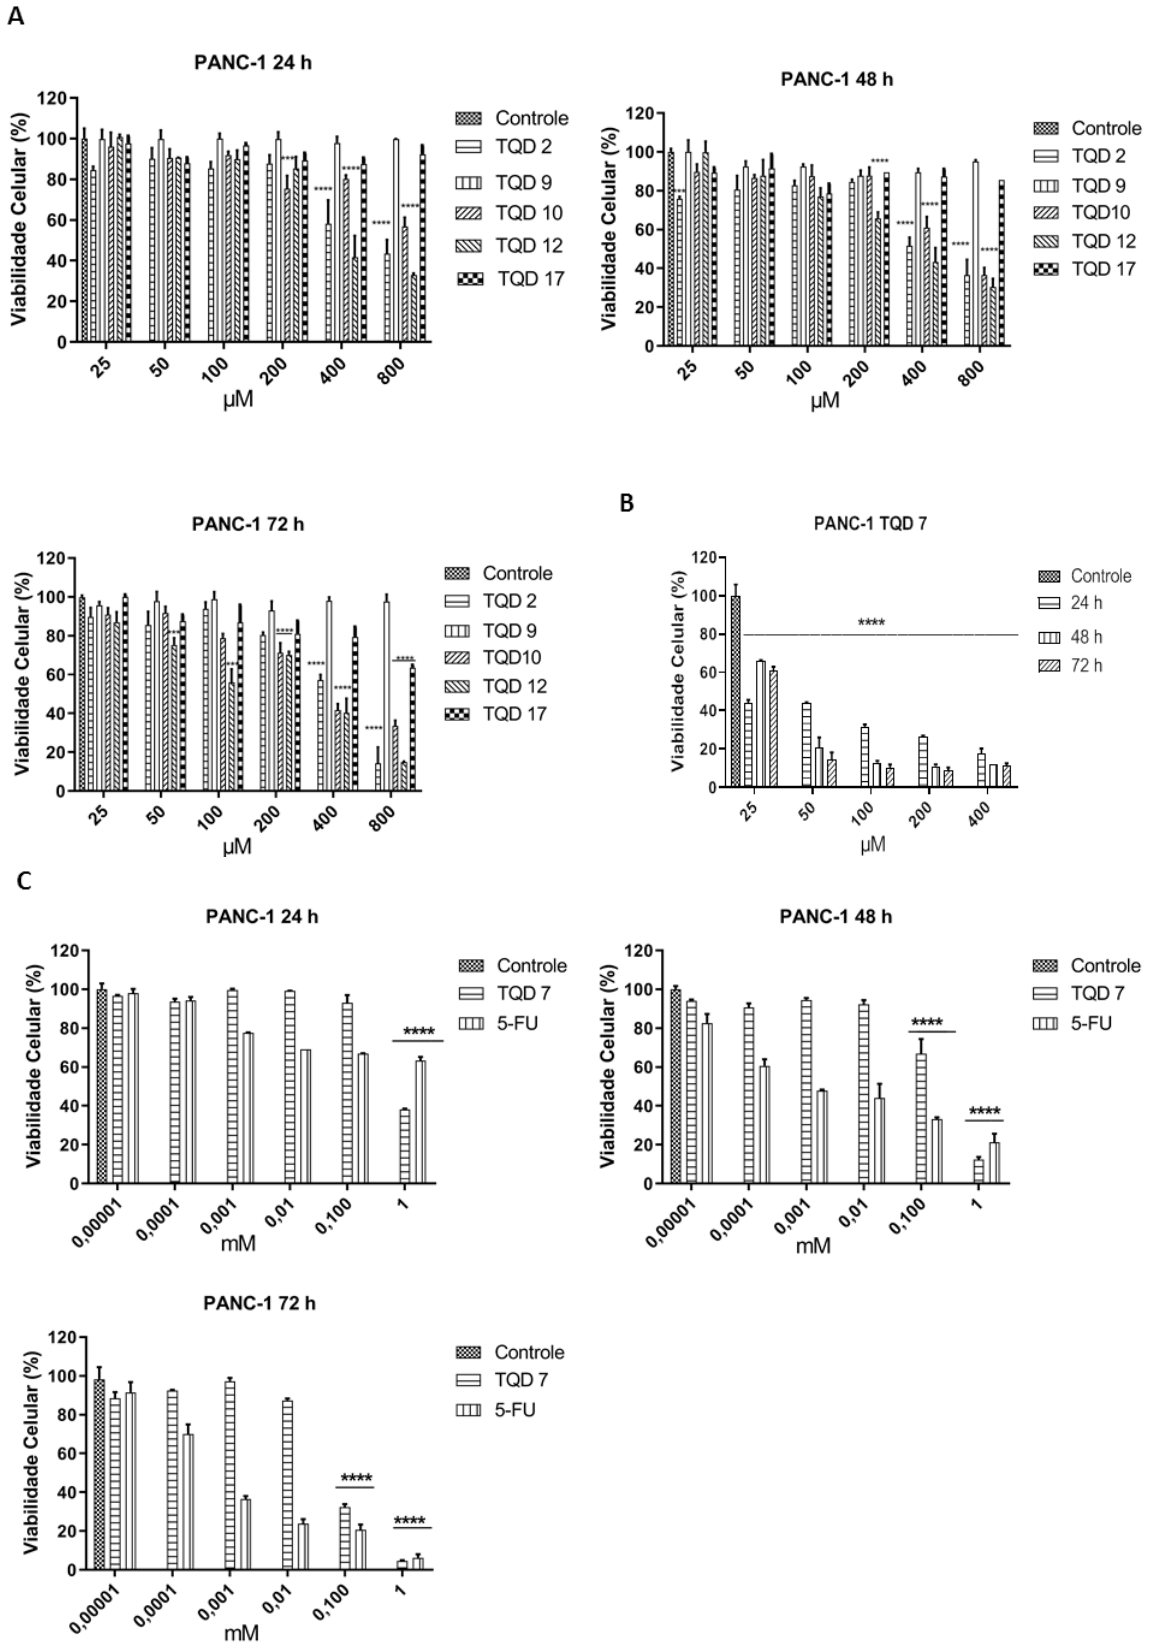 A
PANC-1 24 h
Viabilidade Celular (%)
120
100
80
60
40
20
0
25 50 100 200 400 800
µM
*** **** **** **** ****
Controle
TQD 2
TQD 9
TQD 10
TQD 12
TQD 17
PANC-1 48 h
Viabilidade Celular (%)
120
100
80
60
40
20
0
25 50 100 200 400 800
µM
**** **** **** **** **** ****
Controle
TQD 2
TQD 9
TQD10
TQD 12
TQD 17
PANC-1 72 h
Viabilidade Celular (%)
120
100
80
60
40
20
0
25 50 100 200 400 800
µM
*** *** **** **** **** **** ****
Controle
TQD 2
TQD 9
TQD10
TQD 12
TQD 17
B
PANC-1 TQD 7
Viabilidade Celular (%)
120
100
80
60
40
20
0
25 50 100 200 400
µM
****
Controle
24 h
48 h
72 h
C
PANC-1 24 h
Viabilidade Celular (%)
120
100
80
60
40
20
0
0,00001 0,0001 0,001 0,01 0,100 1
mM
****
Controle
TQD 7
5-FU
PANC-1 48 h
Viabilidade Celular (%)
120
100
80
60
40
20
0
0,00001 0,0001 0,001 0,01 0,100 1
mM
**** ****
Controle
TQD 7
5-FU
PANC-1 72 h
Viabilidade Celular (%)
120
100
80
60
40
20
0
0,00001 0,0001 0,001 0,01 0,100 1
mM
**** ****
Controle
TQD 7
5-FU